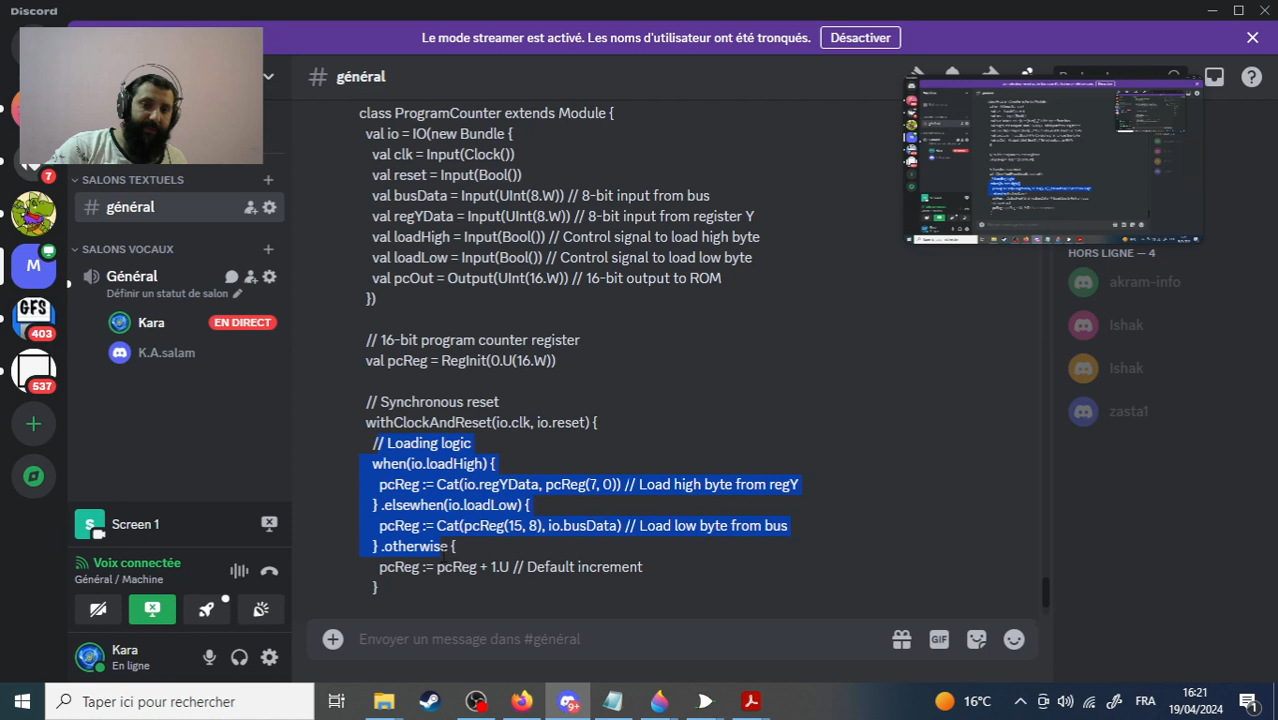 Discord
Le mode streamer est activé. Les noms d'utilisateur ont été tronqués.
Désactiver
général
SALONS TEXTUELS
général
SALONS VOCAUX
Général
Définir un statut de salon
Kara
EN DIRECT
K.A.salam
7
403
537
M
GFS
class ProgramCounter extends Module {
val io = IO(new Bundle {
val clk = Input(Clock())
val reset = Input(Bool())
val busData = Input(UInt(8.W)) // 8-bit input from bus
val regYData = Input(UInt(8.W)) // 8-bit input from register Y
val loadHigh = Input(Bool()) // Control signal to load high byte
val loadLow = Input(Bool()) // Control signal to load low byte
val pcOut = Output(UInt(16.W)) // 16-bit output to ROM
})
// 16-bit program counter register
val pcReg = RegInit(0.U(16.W))
// Synchronous reset
withClockAndReset(io.clk, io.reset) {
// Loading logic
when(io.loadHigh) {
pcReg := Cat(io.regYData, pcReg(7, 0)) // Load high byte from regY
} .elsewhen(io.loadLow) {
pcReg := Cat(pcReg(15, 8), io.busData) // Load low byte from bus
} .otherwise {
pcReg := pcReg + 1.U // Default increment
}
HORS LIGNE — 4
akram-info
Ishak
Ishak
zasta1
S
Screen 1
Voix connectée
Général / Machine
Kara
En ligne
Envoyer un message dans #général
GIF
Taper ici pour rechercher
9+
16°C
FRA
16:21
19/04/2024
1